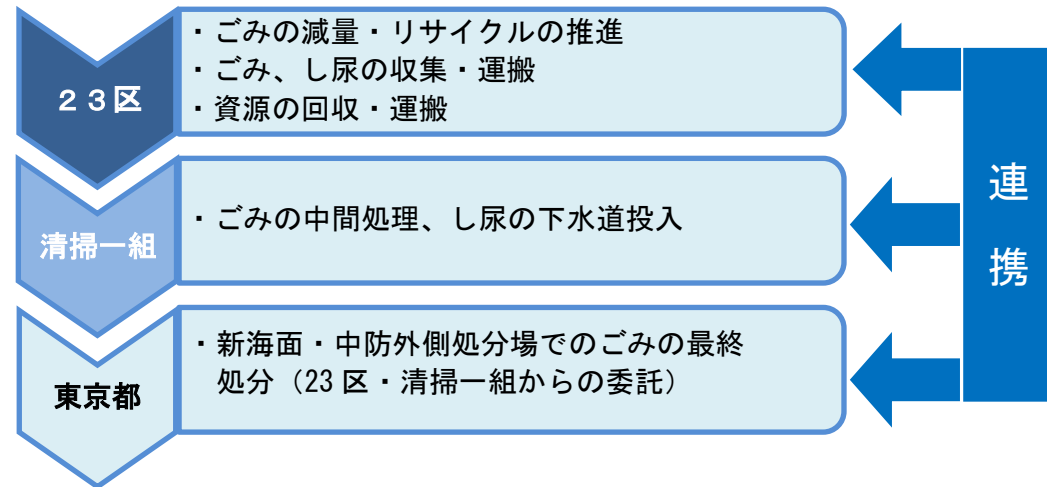 ２３区
・ごみの減量・リサイクルの推進
・ごみ、し尿の収集・運搬
・資源の回収・運搬
清掃一組
・ごみの中間処理、し尿の下水道投入
東京都
・新海面・中防外側処分場でのごみの最終
処分（23 区・清掃一組からの委託）
連
携